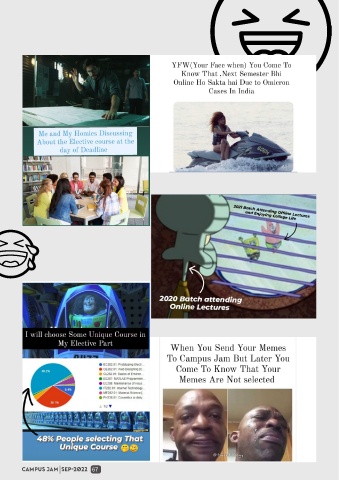 YFW(Your Face when) You Come To
Know That ,Next Semester Bhi
Online Ho Sakta hai Due to Omicron
Cases In India
Me and My Homies Discussing
About the Elective course at the
day of Deadline
2021 Batch Attending Offline Lectures
and Enjoying College Life
2020 Batch attending
Online Lectures
I will choose Some Unique Course in
My Elective Part
48% People selecting That
Unique Course
When You Send Your Memes
To Campus Jam But Later You
Come To Know That Your
Memes Are Not selected
CAMPUS JAM SEP-2022 67